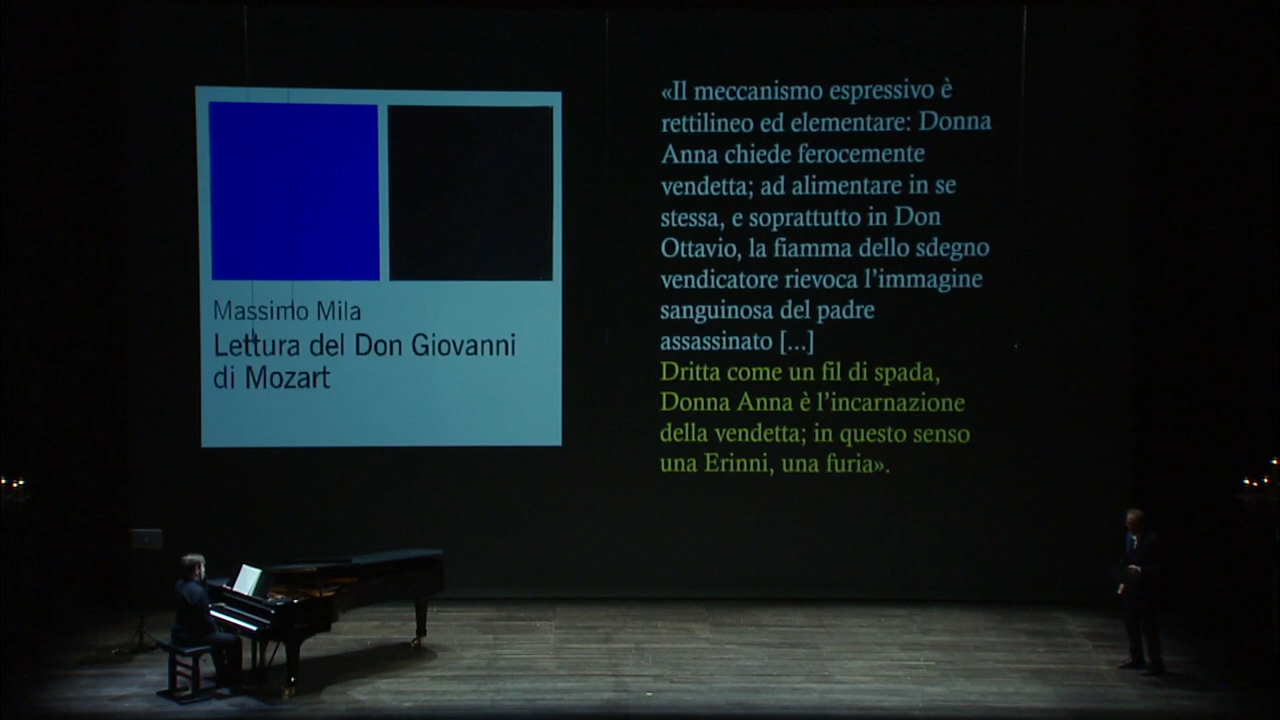 Massimo Mila
Lettura del Don Giovanni
di Mozart
«Il meccanismo espressivo è
rettilineo ed elementare: Donna
Anna chiede ferocemente
vendetta; ad alimentare in se
stessa, e soprattutto in Don
Ottavio, la fiamma dello sdegno
vendicatore rievoca l'immagine
sanguinosa del padre
assassinato [...]
Dritta come un fil di spada,
Donna Anna è l'incarnazione
della vendetta; in questo senso
una Erinni, una furia».